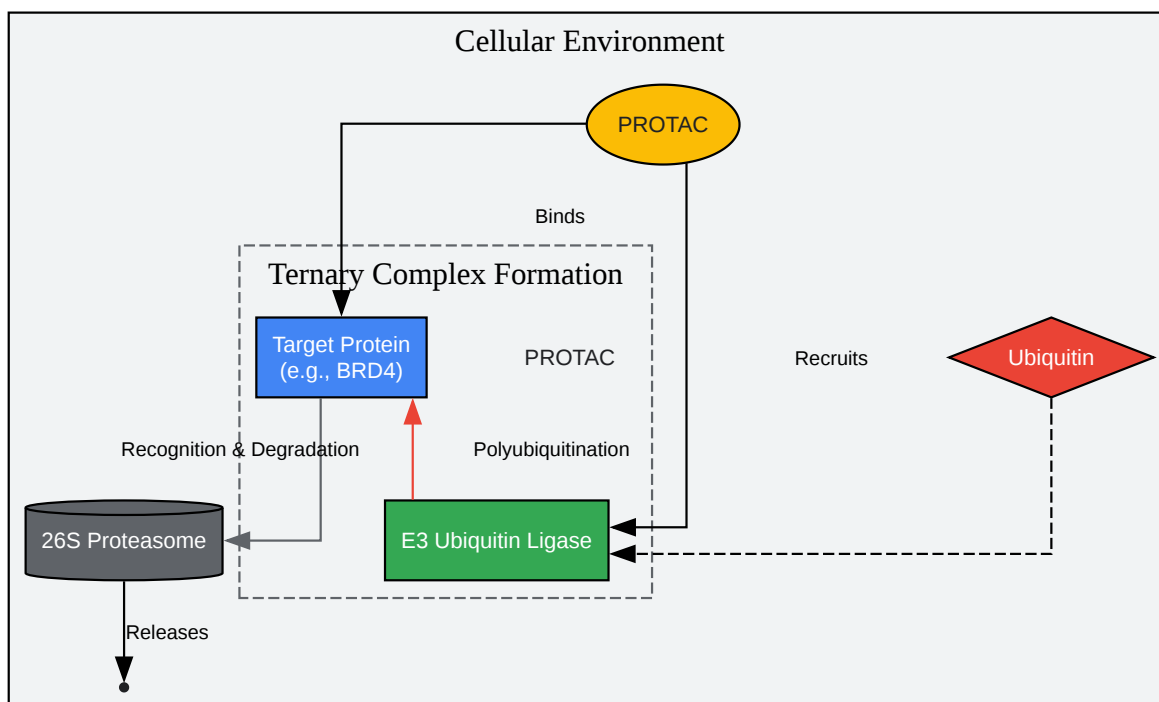 Cellular Environment
PROTAC
Binds
Ternary Complex Formation
Target Protein
(e.g., BRD4)
PROTAC
Recruits
Ubiquitin
Recognition & Degradation
Polyubiquitination
26S Proteasome
E3 Ubiquitin Ligase
Releases